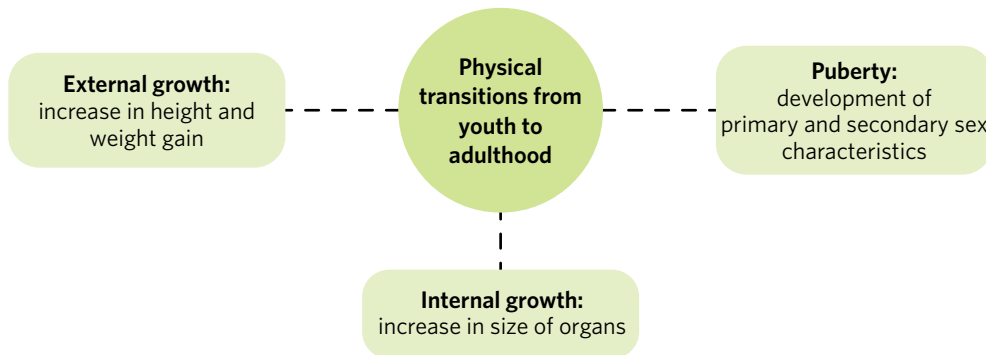 External growth:
increase in height and
weight gain
Physical
transitions from
youth to
adulthood
Puberty:
development of
primary and secondary sex
characteristics
Internal growth:
increase in size of organs